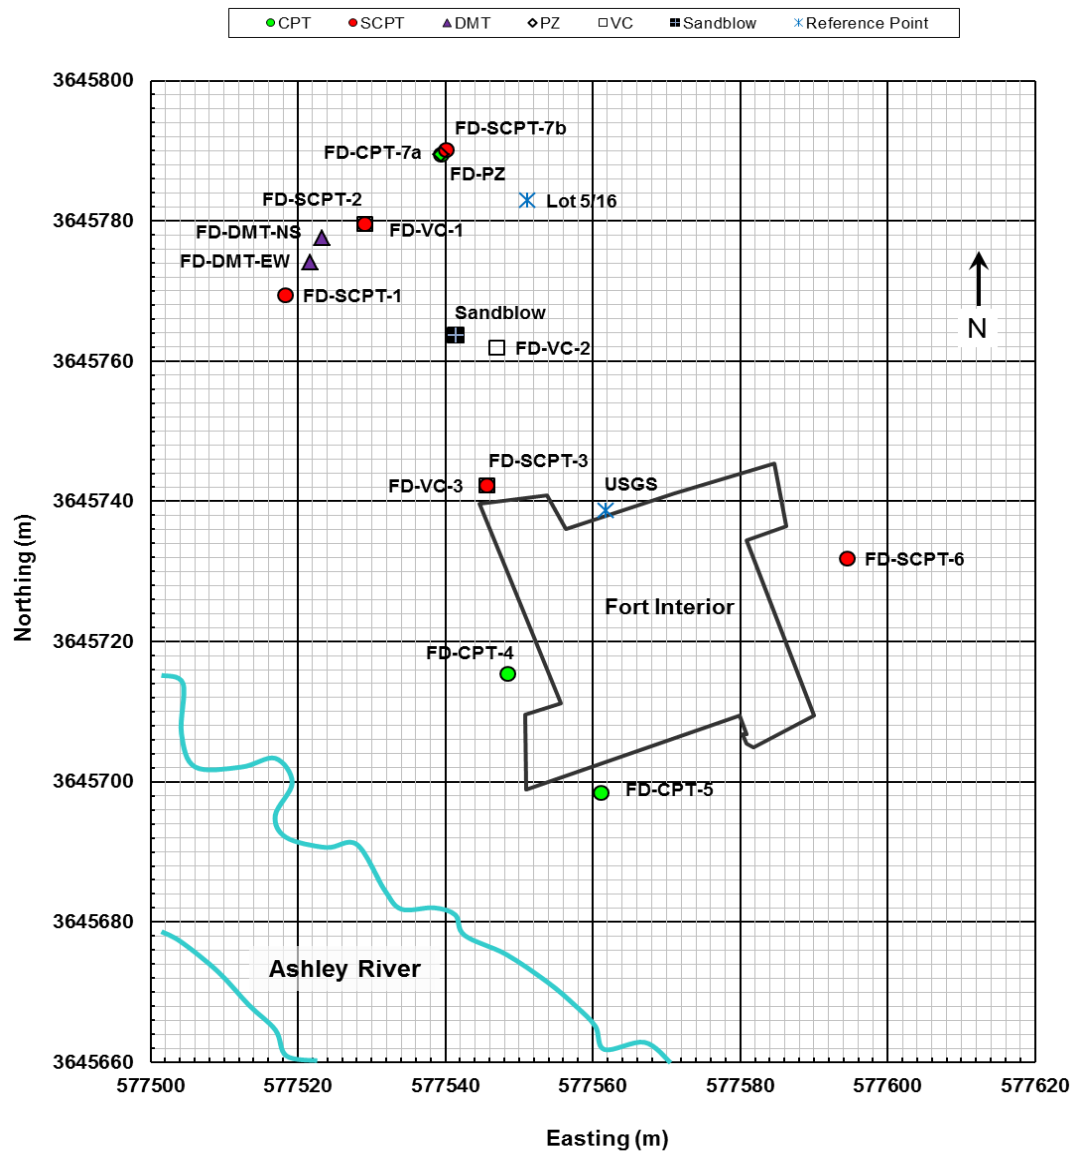 CPT SCPT DMT PZ VC Sandblow Reference Point
3645800
FD-SCPT-7b
FD-CPT-7a
FD-PZ
FD-SCPT-2
Lot 5/16
3645780
FD-DMT-NS
FD-VC-1
FD-DMT-EW
FD-SCPT-1
Sandblow
N
FD-VC-2
3645760
FD-SCPT-3
FD-VC-3
USGS
3645740
FD-SCPT-6
Fort Interior
Northing (m)
3645720
FD-CPT-4
3645700
FD-CPT-5
3645680
Ashley River
3645660
577500 577520 577540 577560 577580 577600 577620
Easting (m)